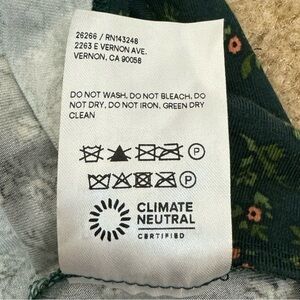 26266 / RN143248
2263 E VERNON AVE.
VERNON, CA 90058
DO NOT WASH. DO NOT BLEACH. DO
NOT DRY. DO NOT IRON. GREEN DRY
CLEAN
P
P
CLIMATE
NEUTRAL
CERTIFIED